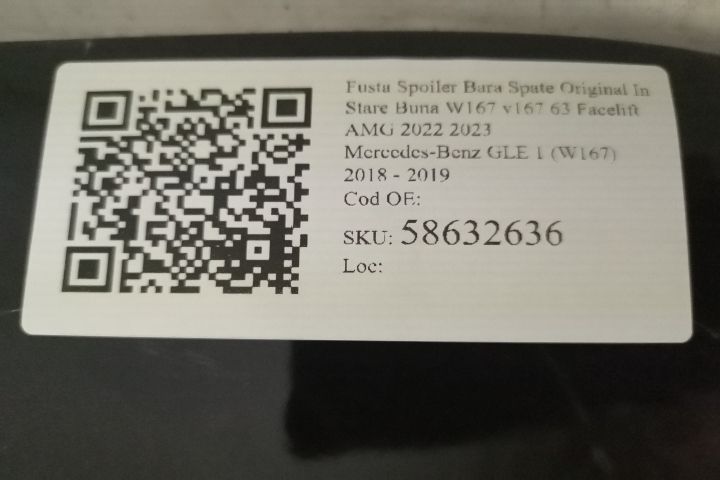 Fusta Spoiler Bara Spate Original In
Stare Buna W167 v167 63 Facelift
AMG 2022 2023
Mercedes-Benz GLE 1 (W167)
2018 - 2019
Cod OE:
SKU: 58632636
Loc: